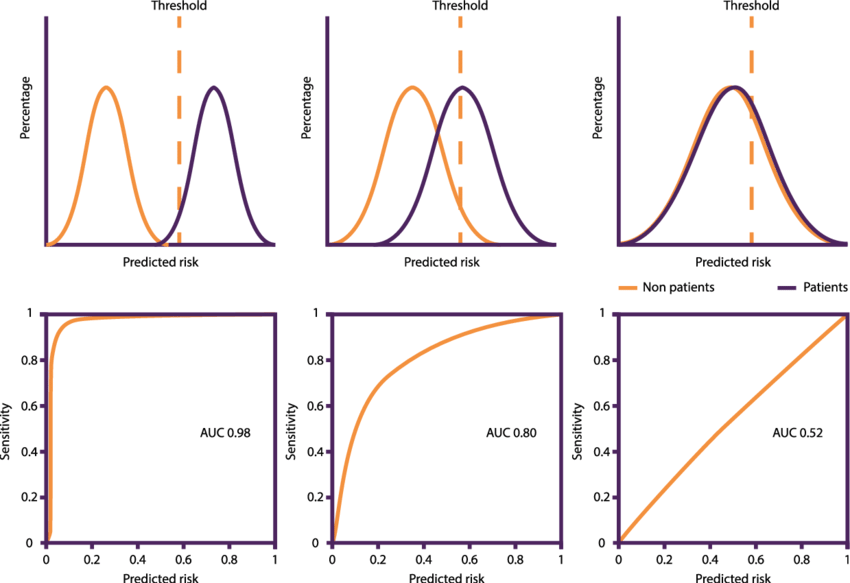 Threshold
Threshold
Threshold
Percentage
Percentage
Percentage
Predicted risk
Predicted risk
Predicted risk
Non patients
Patients
1
0.8
0.6
0.4
0.2
0
Sensitivity
AUC 0.98
0 0.2 0.4 0.6 0.8 1
Predicted risk
1
0.8
0.6
0.4
0.2
0
Sensitivity
AUC 0.80
0 0.2 0.4 0.6 0.8 1
Predicted risk
1
0.8
0.6
0.4
0.2
0
Sensitivity
AUC 0.52
0 0.2 0.4 0.6 0.8 1
Predicted risk